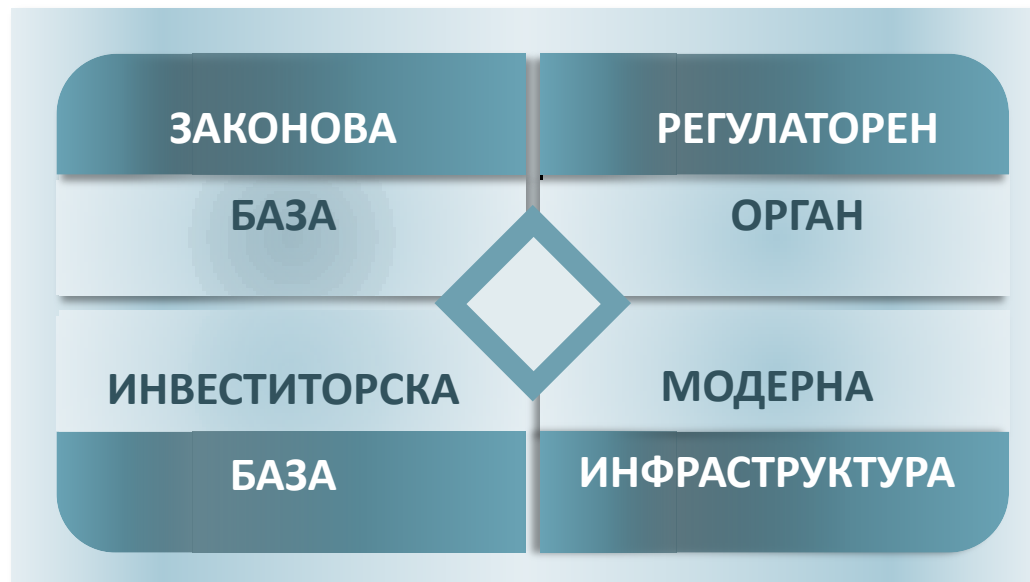 ЗАКОНОВА
БАЗА
РЕГУЛАТОРЕН
ОРГАН
ИНВЕСТИТОРСКА
БАЗА
МОДЕРНА
ИНФРАСТРУКТУРА